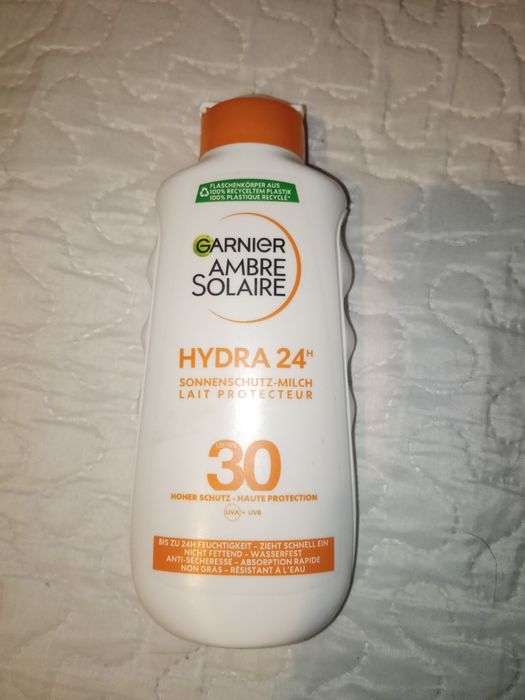 FLASCHENKÖRPER AUS
100% RECYCELTEM PLASTIK
100% PLASTIQUE RECYCLÉ*
GARNIER
AMBRE
SOLAIRE
HYDRA 24H
SONNENSCHUTZ-MILCH
LAIT PROTECTEUR
30
HOHER SCHUTZ - HAUTE PROTECTION
UVA + UVB
BIS ZU 24H FEUCHTIGKEIT - ZIEHT SCHNELL EIN
NICHT FETTEND - WASSERFEST
ANTI-SÉCHERESSE - ABSORPTION RAPIDE
NON GRAS - RÉSISTANT À L'EAU